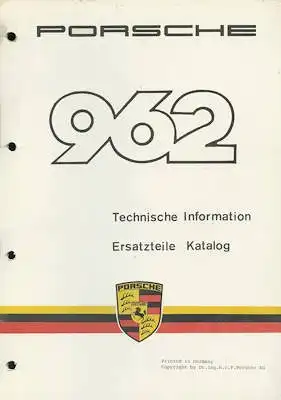 PORSCHE
962
Technische Information
Ersatzteile Katalog
PORSCHE
Printed in Germany
Copyright by Dr.Ing.h.c.F.Porsche AG